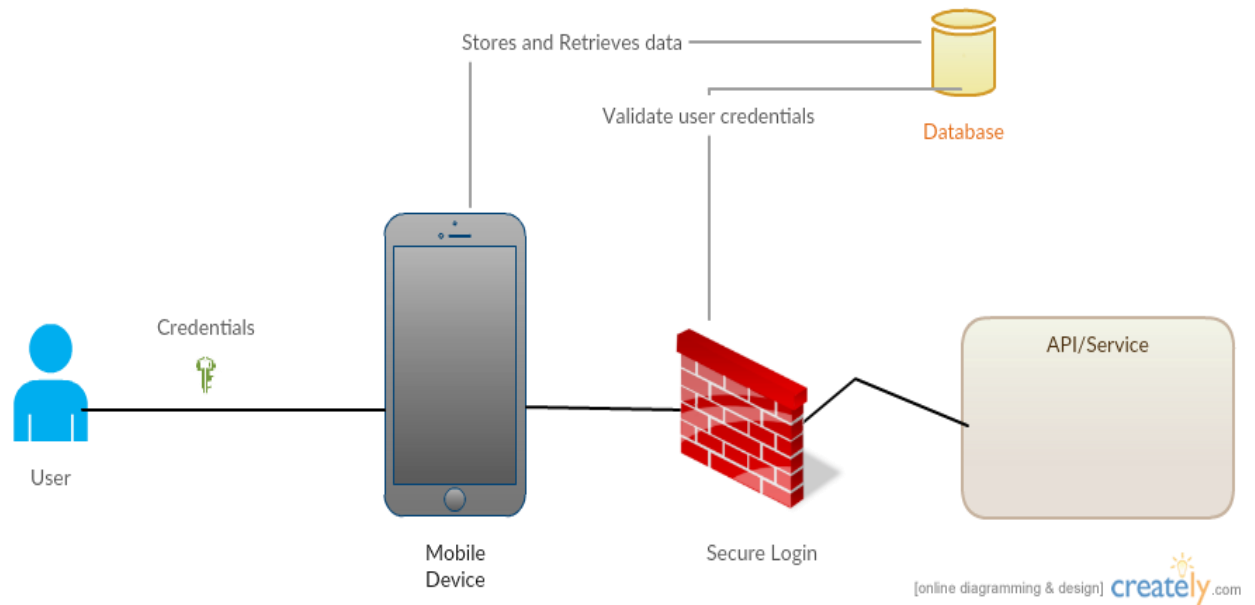 Stores and Retrieves data
Validate user credentials
Database
Credentials
API/Service
User
Mobile
Device
Secure Login
[online diagramming & design] creately.com